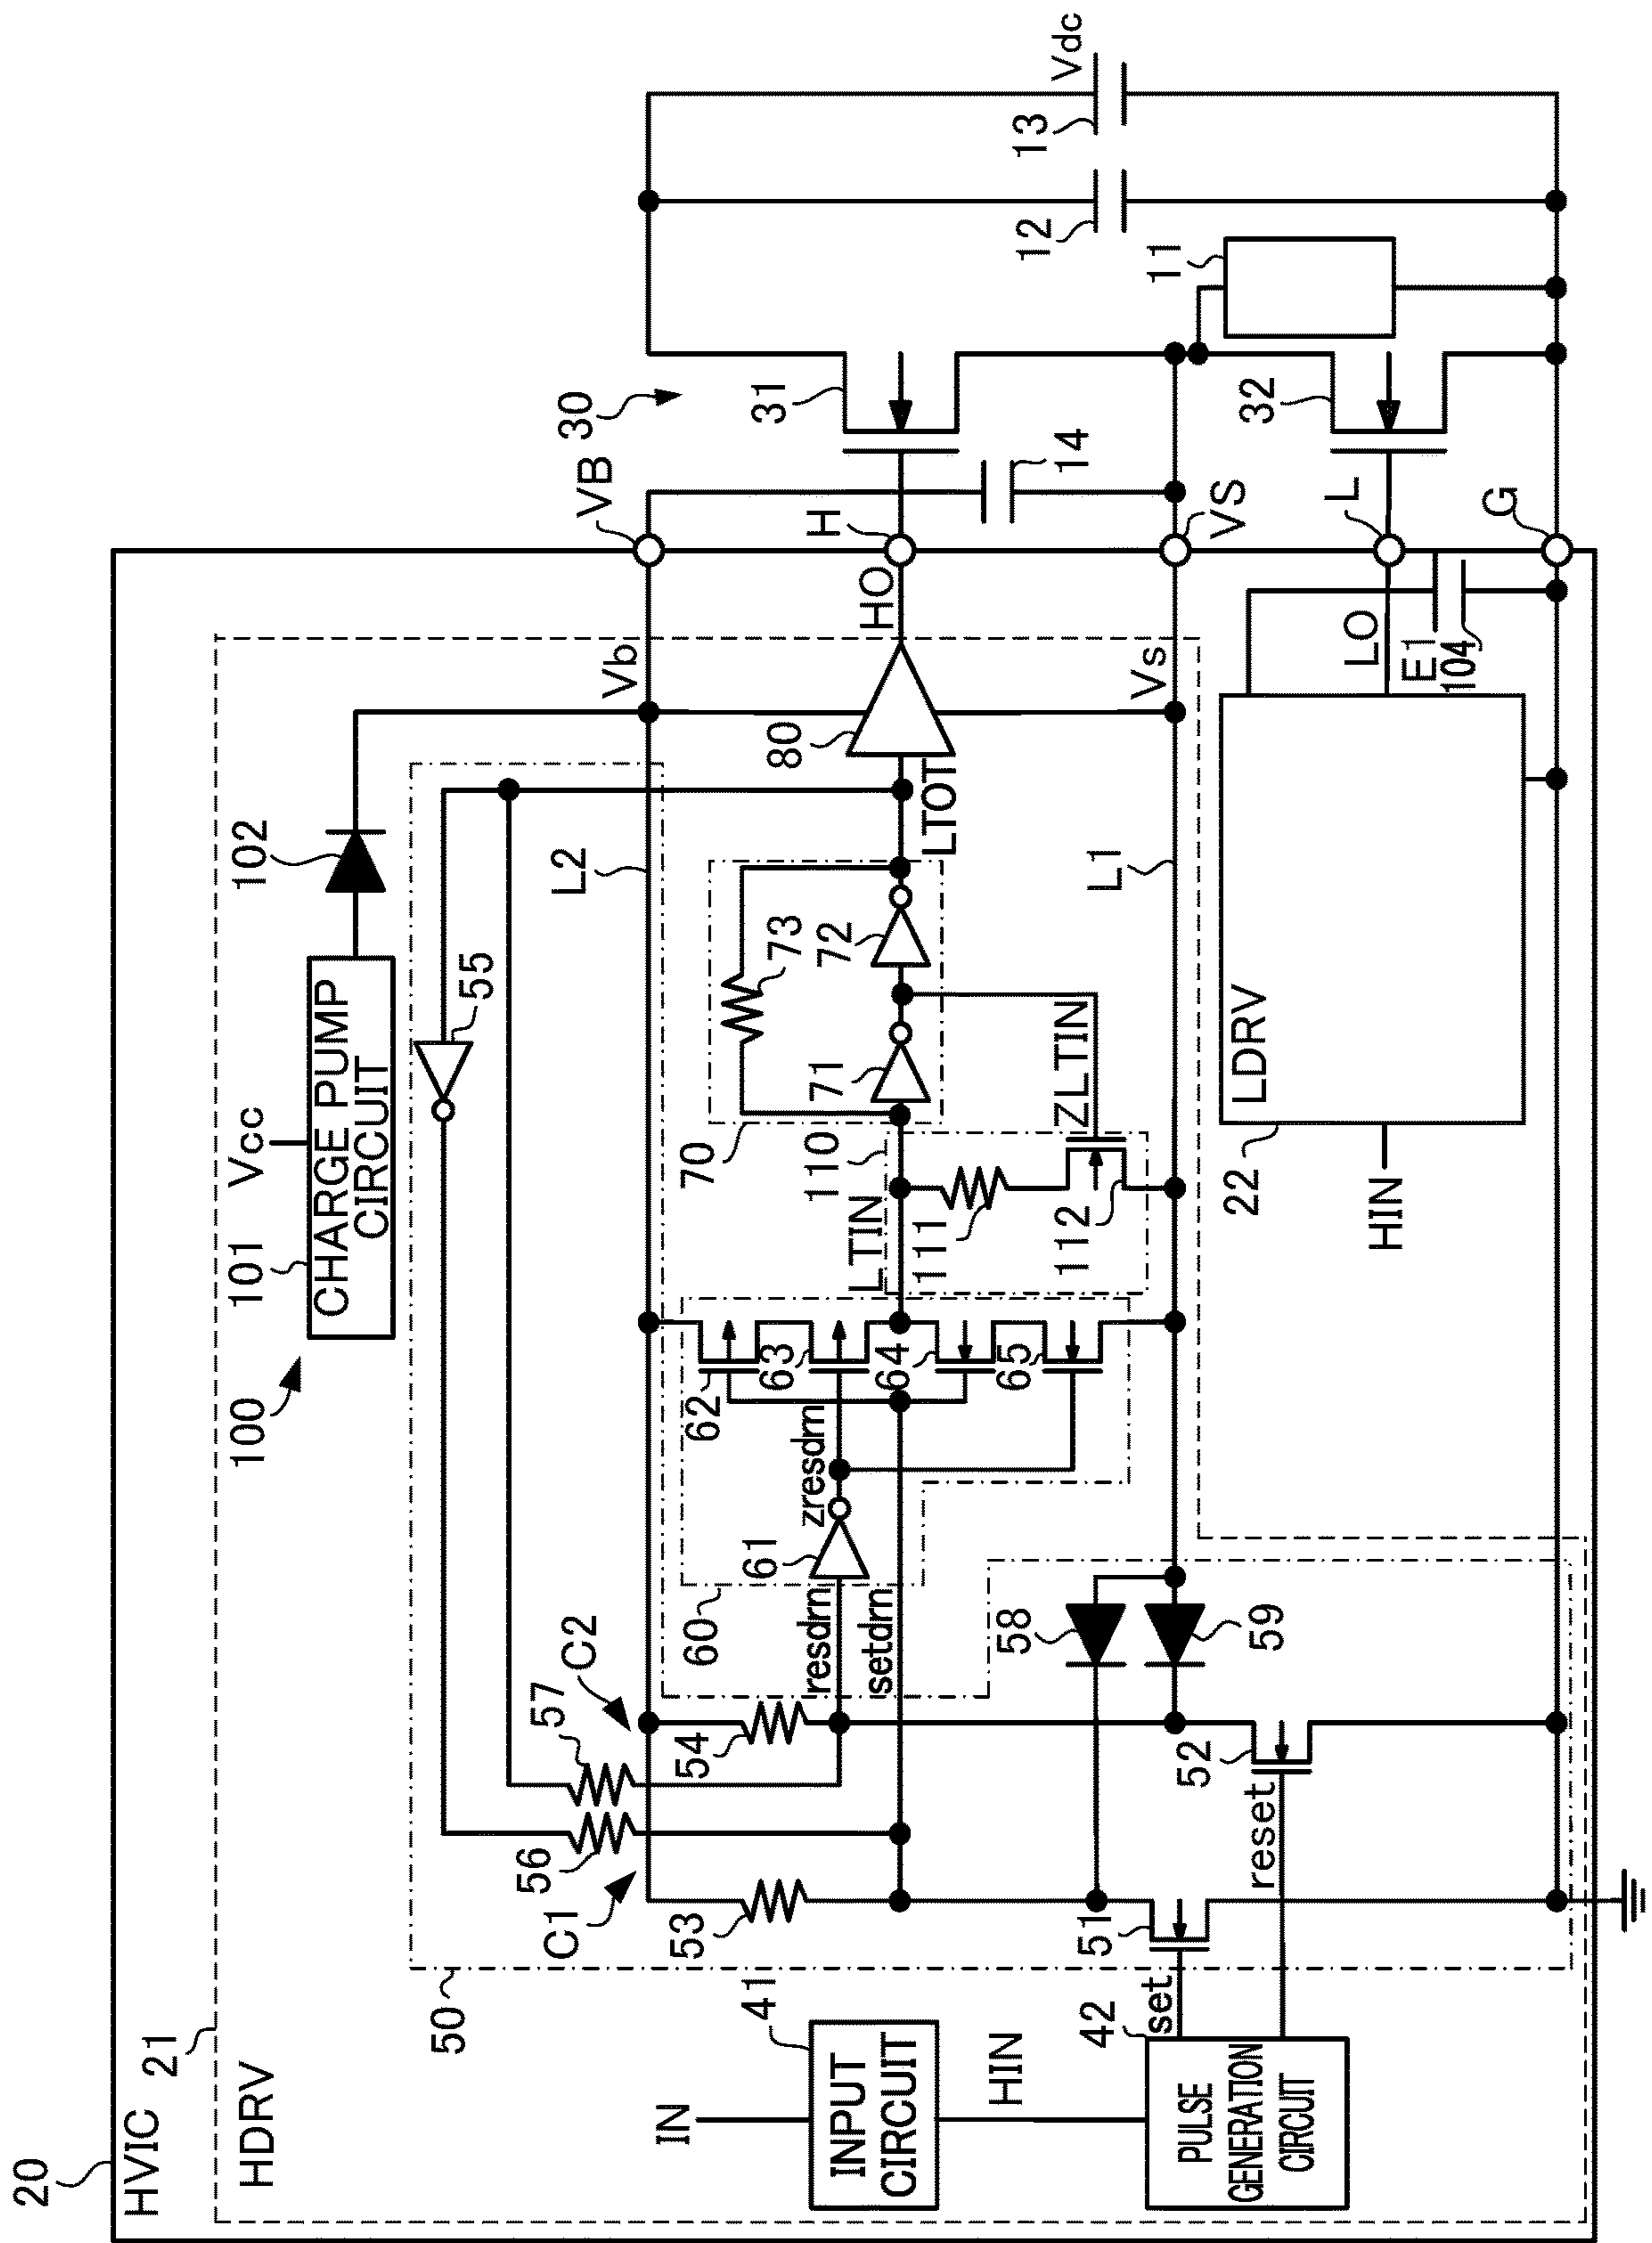 20
HVIC
21
HDRV
IN
41
INPUT
CIRCUIT
HIN
42
PULSE
GENERATION
CIRCUIT
set
reset
50
C1
53
56
51
57
C2
54
52
resdrn
setdrn
58
59
60
61
zresdrn
62
63
64
65
100
101
Vcc
CHARGE PUMP
CIRCUIT
102
55
L2
LTIN
110
111
112
ZLTIN
70
71
72
73
L1
LTOT
80
Vb
Vs
HO
HIN
22
LDRV
LO
E1
104
VB
H
VS
L
G
30
14
31
32
11
12
13
Vdc